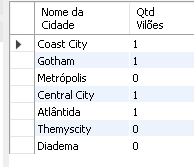 Nome da Cidade Qtd Vilões
Coast City 1
Gotham 1
Metrópolis 0
Central City 1
Atlântida 1
Themyscity 0
Diadema 0